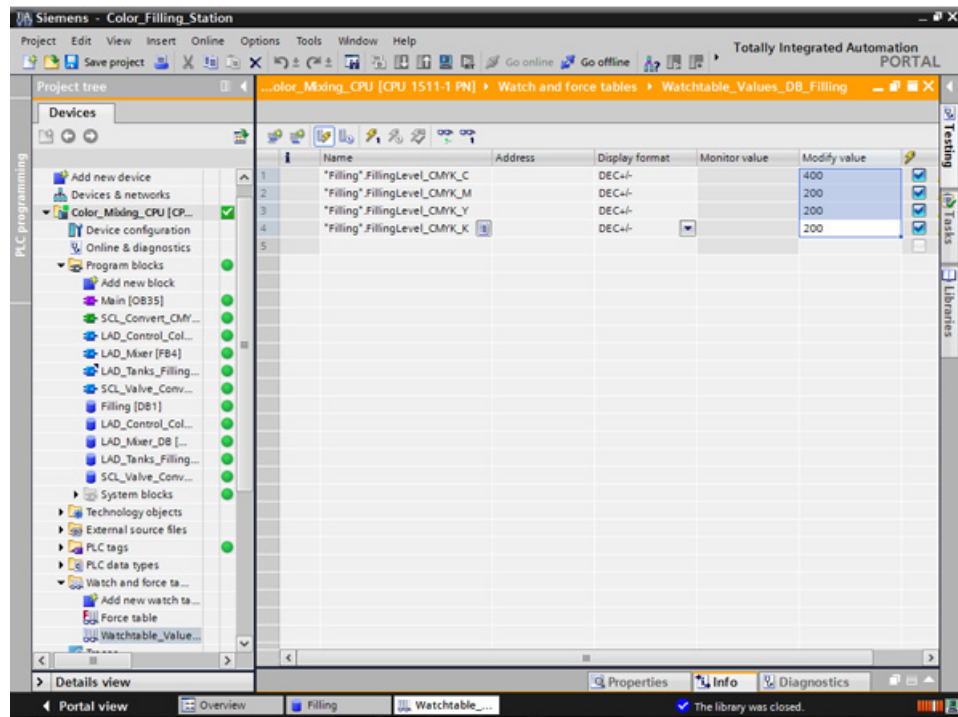 Siemens - Color_Filling_Station
Project Edit View Insert Online Options Tools Window Help
Totally Integrated Automation
PORTAL
Save project Go online Go offline
Project tree
...olor_Mixing_CPU [CPU 1511-1 PN] Watch and force tables Watchtable_Values_DB_Filling
Devices
PLC programming
Testing
Tasks
Libraries
i Name Address Display format Monitor value Modify value
1 "Filling".FillingLevel_CMYK_C DEC+/- 400
2 "Filling".FillingLevel_CMYK_M DEC+/- 200
3 "Filling".FillingLevel_CMYK_Y DEC+/- 200
4 "Filling".FillingLevel_CMYK_K DEC+/- 200
5
Add new device
Devices & networks
Color_Mixing_CPU [CP...
Device configuration
Online & diagnostics
Program blocks
Add new block
Main [OB35]
SCL_Convert_CMY...
LAD_Control_Col...
LAD_Mixer [FB4]
LAD_Tanks_Filling...
SCL_Valve_Conv...
Filling [DB1]
LAD_Control_Col...
LAD_Mixer_DB [...
LAD_Tanks_Filling...
SCL_Valve_Conv...
System blocks
Technology objects
External source files
PLC tags
PLC data types
Watch and force ta...
Add new watch ta...
Force table
Watchtable_Value...
Details view
Properties Info Diagnostics
Portal view Overview Filling Watchtable_... The library was closed.